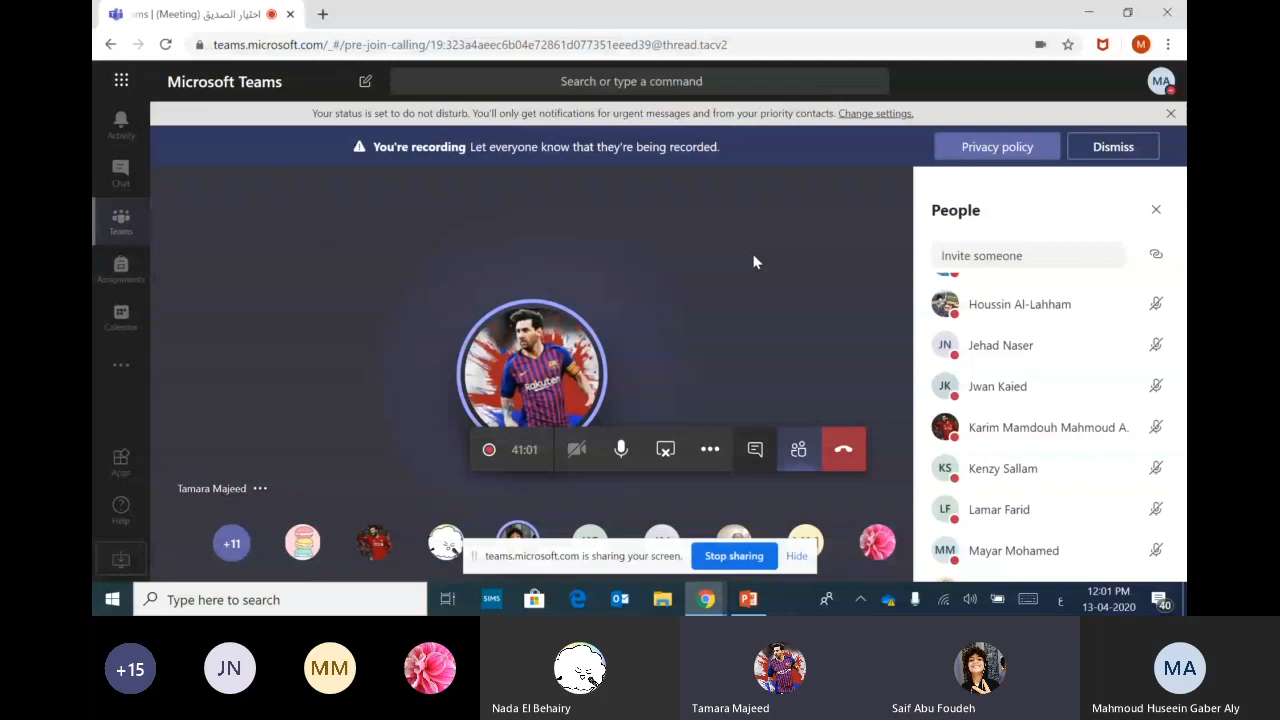 ms | (Meeting) اختيار الصديق
teams.microsoft.com/_#/pre-join-calling/19:323a4aeec6b04e72861d077351eeed39@thread.tacv2
M
Microsoft Teams
Search or type a command
MA
Your status is set to do not disturb. You'll only get notifications for urgent messages and from your priority contacts. Change settings.
You're recording Let everyone know that they're being recorded.
Privacy policy
Dismiss
Activity
Chat
Teams
Assignments
Calendar
Apps
Help
People
Invite someone
Houssin Al-Lahham
JN Jehad Naser
JK Jwan Kaied
Karim Mamdouh Mahmoud A.
KS Kenzy Sallam
LF Lamar Farid
MM Mayar Mohamed
Rakuten
41:01
Tamara Majeed
+11
teams.microsoft.com is sharing your screen.
Stop sharing
Hide
Type here to search
SIMS
ع
12:01 PM
13-04-2020
40
+15
JN
MM
Nada El Behairy
Tamara Majeed
Saif Abu Foudeh
MA
Mahmoud Husein Gaber Aly